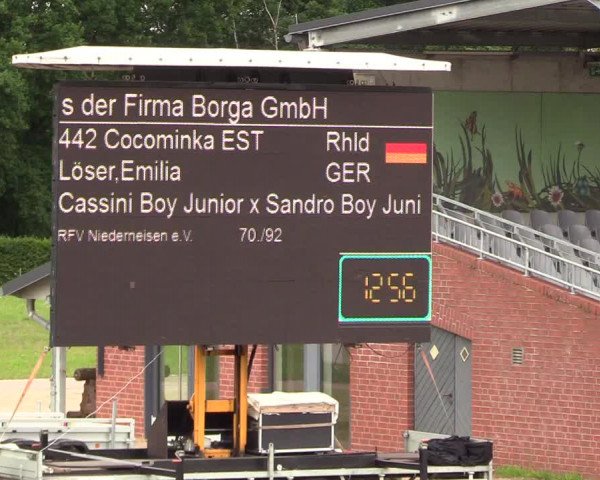 s der Firma Borga GmbH
442 Cocominka EST Rhld
Löser,Emilia GER
Cassini Boy Junior x Sandro Boy Juni
RFV Niederneisen e.V. 70./92
12 56